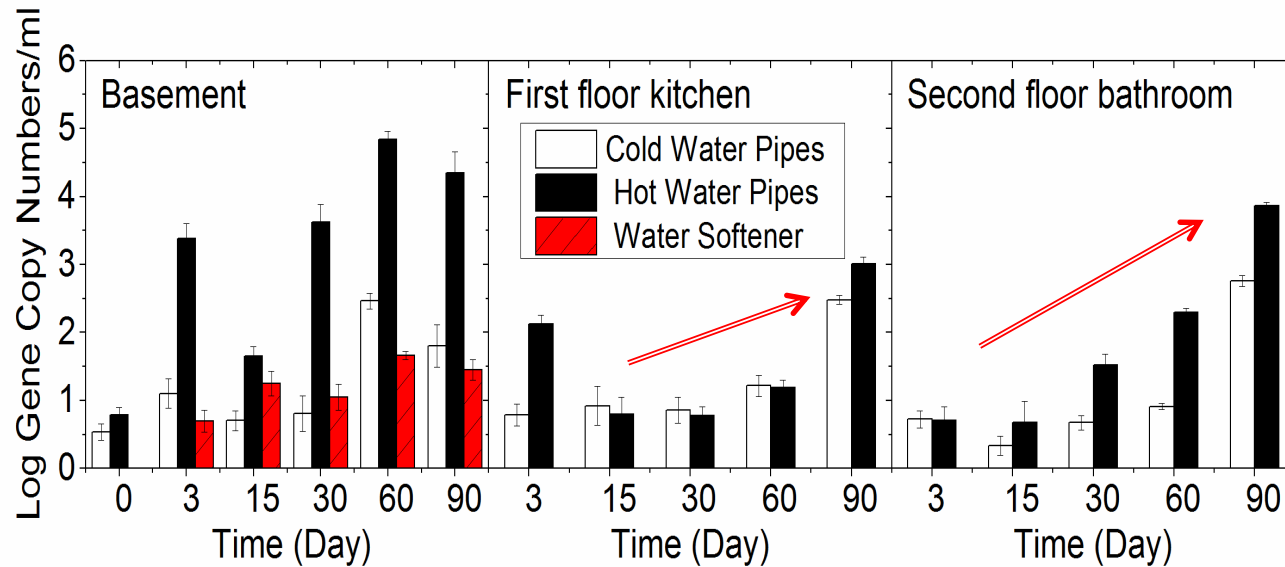 Log Gene Copy Numbers/ml
6
5
4
3
2
1
0
Basement
First floor kitchen
Second floor bathroom
Cold Water Pipes
Hot Water Pipes
Water Softener
0 3 15 30 60 90
3 15 30 60 90
3 15 30 60 90
Time (Day)
Time (Day)
Time (Day)